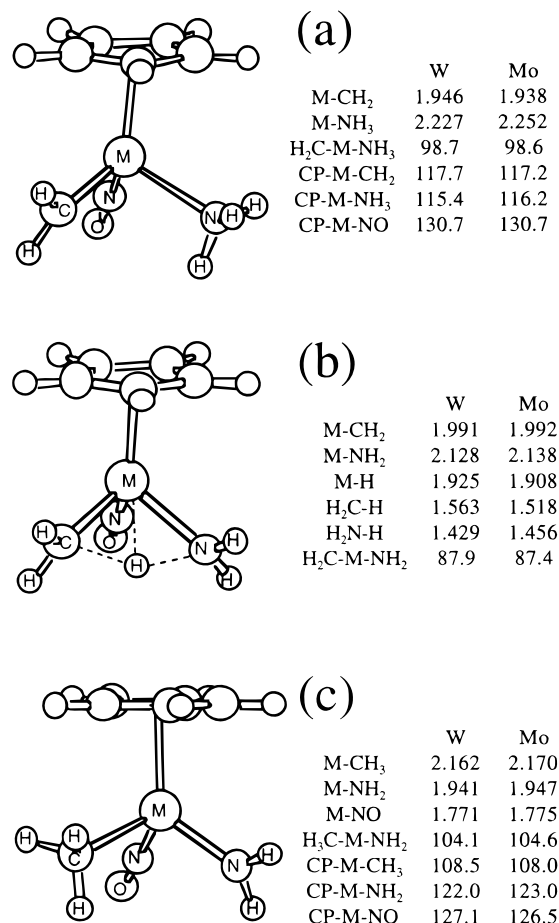 (a)
W Mo
M-CH2 1.946 1.938
M-NH3 2.227 2.252
H2C-M-NH3 98.7 98.6
CP-M-CH2 117.7 117.2
CP-M-NH3 115.4 116.2
CP-M-NO 130.7 130.7
M
H
C
N
O
N
H
H
H
H
(b)
W Mo
M-CH2 1.991 1.992
M-NH2 2.128 2.138
M-H 1.925 1.908
H2C-H 1.563 1.518
H2N-H 1.429 1.456
H2C-M-NH2 87.9 87.4
M
H
C
N
O
H
N
H
H
H
(c)
W Mo
M-CH3 2.162 2.170
M-NH2 1.941 1.947
M-NO 1.771 1.775
H3C-M-NH2 104.1 104.6
CP-M-CH3 108.5 108.0
CP-M-NH2 122.0 123.0
CP-M-NO 127.1 126.5
M
H
H
C
N
O
N
H
H
H